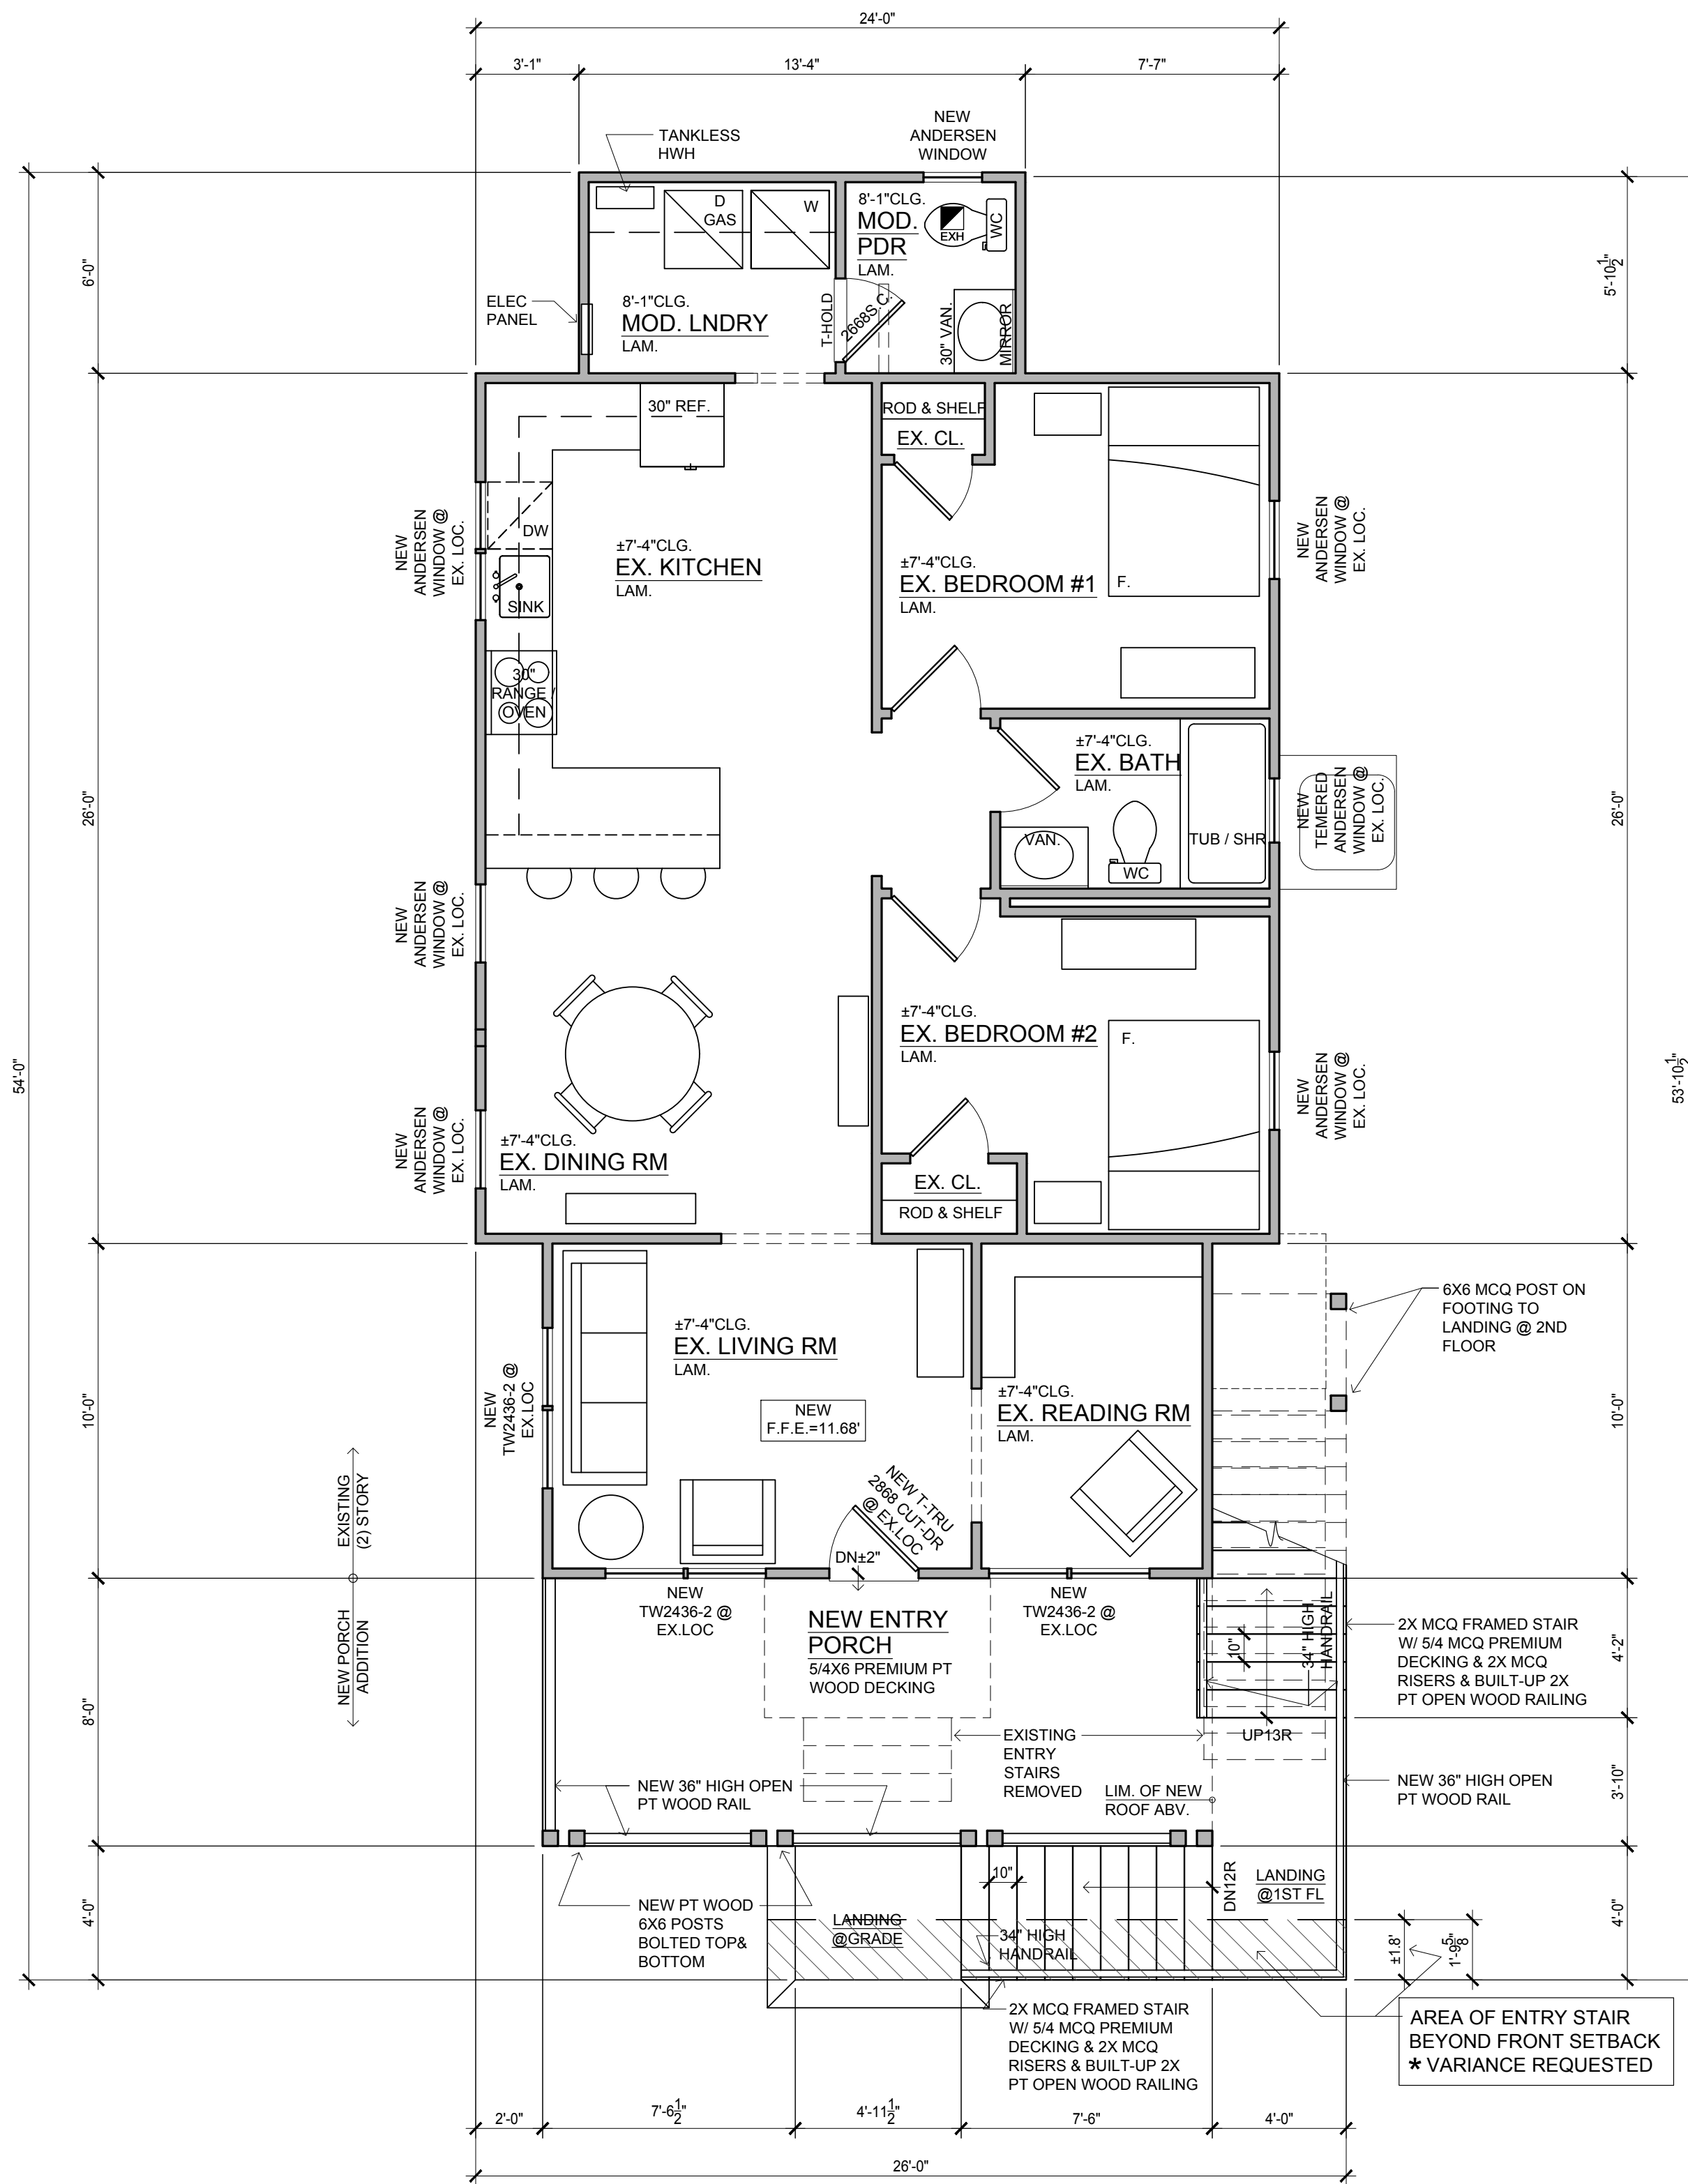 24'-0"
3'-1"
13'-4"
7'-7"
TANKLESS
HWH
NEW
ANDERSEN
WINDOW
D
GAS
W
8'-1"CLG.
MOD.
PDR
LAM.
EXH
WC
ELEC
PANEL
8'-1"CLG.
MOD. LNDRY
LAM.
T-HOLD
2668S.C.
30" VAN.
MIRROR
6'-0"
5'-10 1/2"
30" REF.
ROD & SHELF
EX. CL.
NEW
ANDERSEN
WINDOW @
EX. LOC.
DW
SINK
±7'-4"CLG.
EX. KITCHEN
LAM.
±7'-4"CLG.
EX. BEDROOM #1
LAM.
F.
NEW
ANDERSEN
WINDOW @
EX. LOC.
30"
RANGE /
OVEN
±7'-4"CLG.
EX. BATH
LAM.
VAN.
WC
TUB / SHR
NEW
TEMERED
ANDERSEN
WINDOW @
EX. LOC.
26'-0"
26'-0"
NEW
ANDERSEN
WINDOW @
EX. LOC.
54'-0"
53'-10 1/2"
±7'-4"CLG.
EX. BEDROOM #2
LAM.
F.
NEW
ANDERSEN
WINDOW @
EX. LOC.
NEW
ANDERSEN
WINDOW @
EX. LOC.
±7'-4"CLG.
EX. DINING RM
LAM.
EX. CL.
ROD & SHELF
6X6 MCQ POST ON
FOOTING TO
LANDING @ 2ND
FLOOR
±7'-4"CLG.
EX. LIVING RM
LAM.
NEW
TW2436-2 @
EX.LOC
NEW
F.F.E.=11.68'
±7'-4"CLG.
EX. READING RM
LAM.
10'-0"
10'-0"
EXISTING
(2) STORY
NEW PORCH
ADDITION
NEW T-TRU
2868 CUT-DR
@ EX.LOC
DN±2"
NEW
TW2436-2 @
EX.LOC
NEW ENTRY
PORCH
5/4X6 PREMIUM PT
WOOD DECKING
NEW
TW2436-2 @
EX.LOC
10"
34" HIGH
HANDRAIL
UP13R
2X MCQ FRAMED STAIR
W/ 5/4 MCQ PREMIUM
DECKING & 2X MCQ
RISERS & BUILT-UP 2X
PT OPEN WOOD RAILING
4'-2"
8'-0"
EXISTING
ENTRY
STAIRS
REMOVED
LIM. OF NEW
ROOF ABV.
NEW 36" HIGH OPEN
PT WOOD RAIL
NEW 36" HIGH OPEN
PT WOOD RAIL
3'-10"
4'-0"
NEW PT WOOD
6X6 POSTS
BOLTED TOP&
BOTTOM
LANDING
@GRADE
10"
34" HIGH
HANDRAIL
DN12R
LANDING
@1ST FL
±1.8'
1'-9 5/8"
4'-0"
2X MCQ FRAMED STAIR
W/ 5/4 MCQ PREMIUM
DECKING & 2X MCQ
RISERS & BUILT-UP 2X
PT OPEN WOOD RAILING
AREA OF ENTRY STAIR
BEYOND FRONT SETBACK
* VARIANCE REQUESTED
2'-0"
7'-6 1/2"
4'-11 1/2"
7'-6"
4'-0"
26'-0"